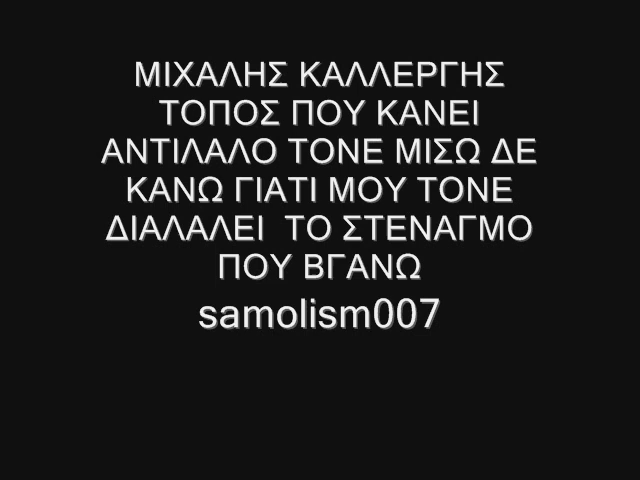 ΜΙΧΑΛΗΣ ΚΑΛΛΕΡΓΗΣ
ΤΟΠΟΣ ΠΟΥ ΚΑΝΕΙ
ΑΝΤΙΛΑΛΟ ΤΟΝΕ ΜΙΣΩ ΔΕ
ΚΑΝΩ ΓΙΑΤΙ ΜΟΥ ΤΟΝΕ
ΔΙΑΛΑΛΕΙ  ΤΟ ΣΤΕΝΑΓΜΟ
ΠΟΥ ΒΓΑΝΩ
samolism007